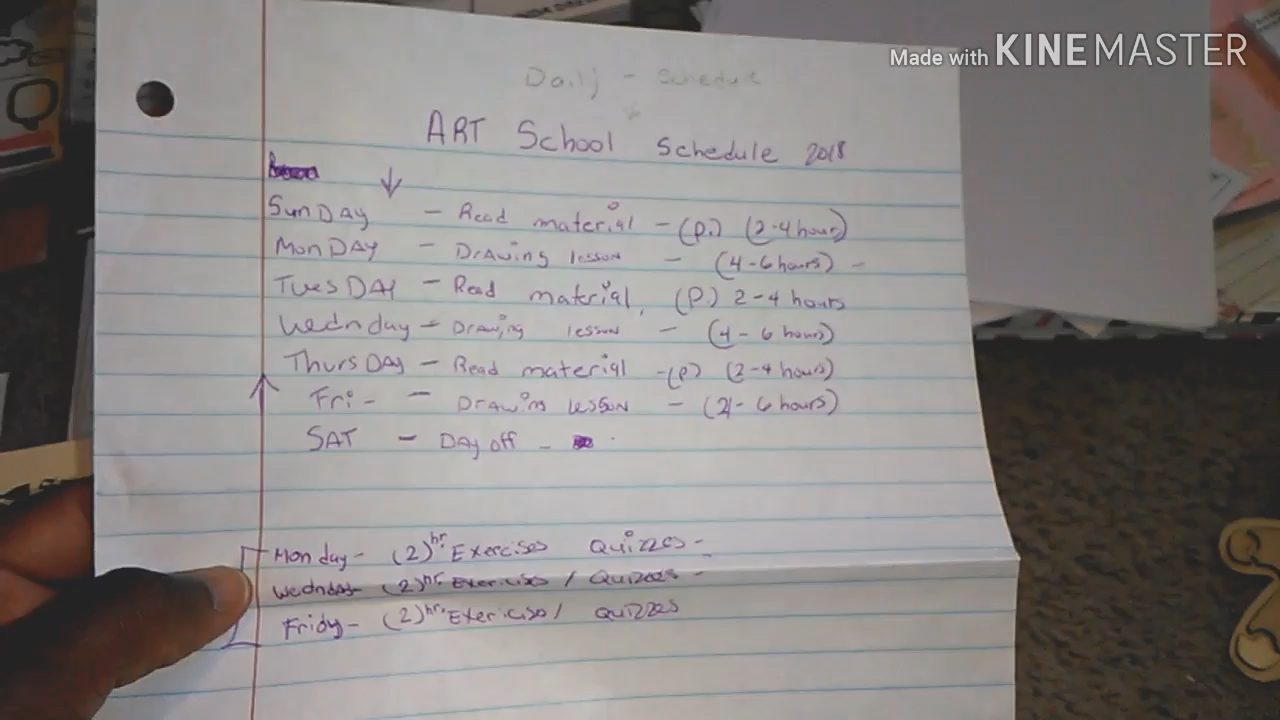 Made with KINEMASTER
Daily - Schedule
ART School Schedule 2018
SunDAY - Read material - (P.) (2-4 hours)
MonDAY - Drawing lesson - (4-6 hours) -
TuesDAY - Read material, (P.) 2-4 hours
Wednday - Drawing lesson - (4-6 hours)
ThursDAY - Read material - (P) (2-4 hours)
Fri- - Drawing lesson - (4-6 hours)
SAT - DAY off -
Monday- (2)hr. Exercises Quizzes-
Wednday- (2)hr. Exericises / Quizzes -
Fridy- (2)hr. Exericise/ Quizzes